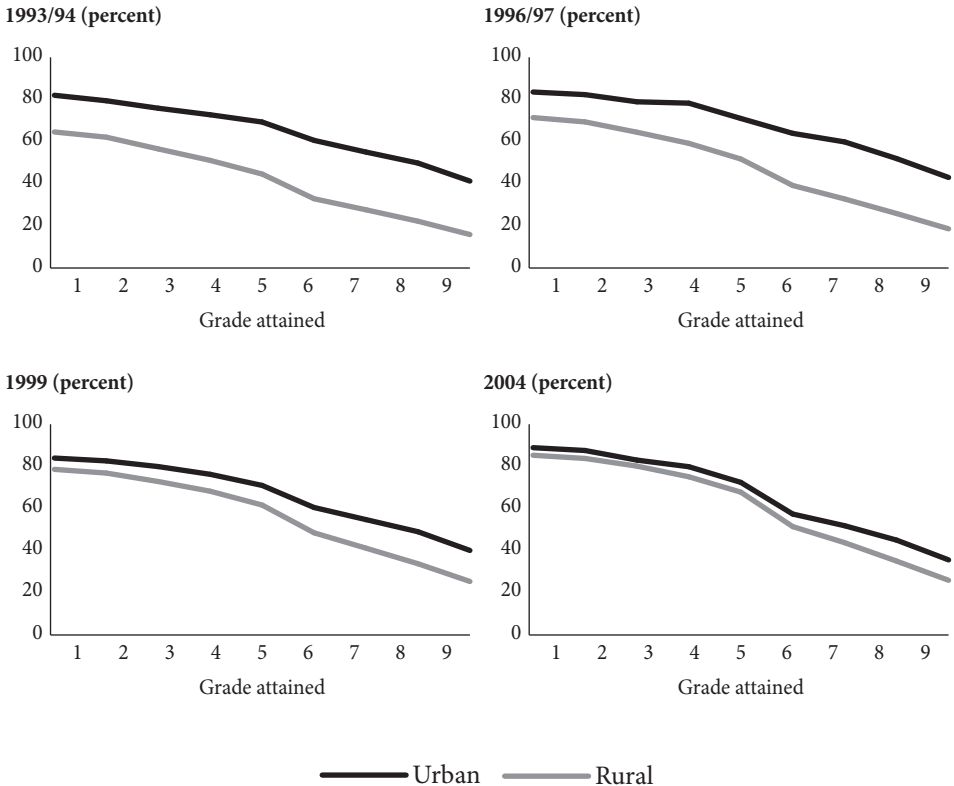 1993/94 (percent)
100
80
60
40
20
0
1 2 3 4 5 6 7 8 9
Grade attained
1996/97 (percent)
100
80
60
40
20
0
1 2 3 4 5 6 7 8 9
Grade attained
1999 (percent)
100
80
60
40
20
0
1 2 3 4 5 6 7 8 9
Grade attained
2004 (percent)
100
80
60
40
20
0
1 2 3 4 5 6 7 8 9
Grade attained
Urban Rural